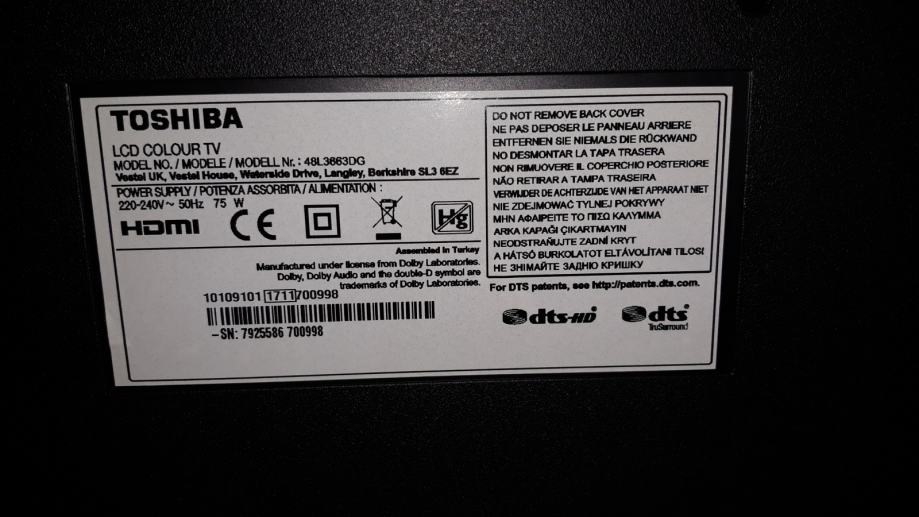 TOSHIBA
LCD COLOUR TV
MODEL NO. / MODELE / MODELL Nr. : 48L3663DG
Vestel UK, Vestel House, Waterside Drive, Langley, Berkshire SL3 6EZ
POWER SUPPLY / POTENZA ASSORBITA / ALIMENTATION :
220-240V~ 50Hz 75 W
HDMI CE Hg
Assembled in Turkey
Manufactured under license from Dolby Laboratories.
Dolby, Dolby Audio and the double-D symbol are
trademarks of Dolby Laboratories.
10109101 1711 700998
-SN: 7925586 700998
DO NOT REMOVE BACK COVER
NE PAS DEPOSER LE PANNEAU ARRIERE
ENTFERNEN SIE NIEMALS DIE RÜCKWAND
NO DESMONTAR LA TAPA TRASERA
NON RIMUOVERE IL COPERCHIO POSTERIORE
NÃO RETIRAR A TAMPA TRASEIRA
VERWIJDER DE ACHTERZIJDE VAN HET APPARAAT NIET
NIE ZDEJMOWAĆ TYLNEJ POKRYWY
ΜΗΝ ΑΦΑΙΡΕΙΤΕ ΤΟ ΠΙΣΩ ΚΑΛΥΜΜΑ
ARKA KAPAĞI ÇIKARTMAYIN
NEODSTRAŇUJTE ZADNÍ KRYT
A HÁTSÓ BURKOLATOT ELTÁVOLÍTANI TILOS!
НЕ ЗНІМАЙТЕ ЗАДНЮ КРИШКУ
For DTS patents, see http://patents.dts.com.
dts-HD dts
TruSurround